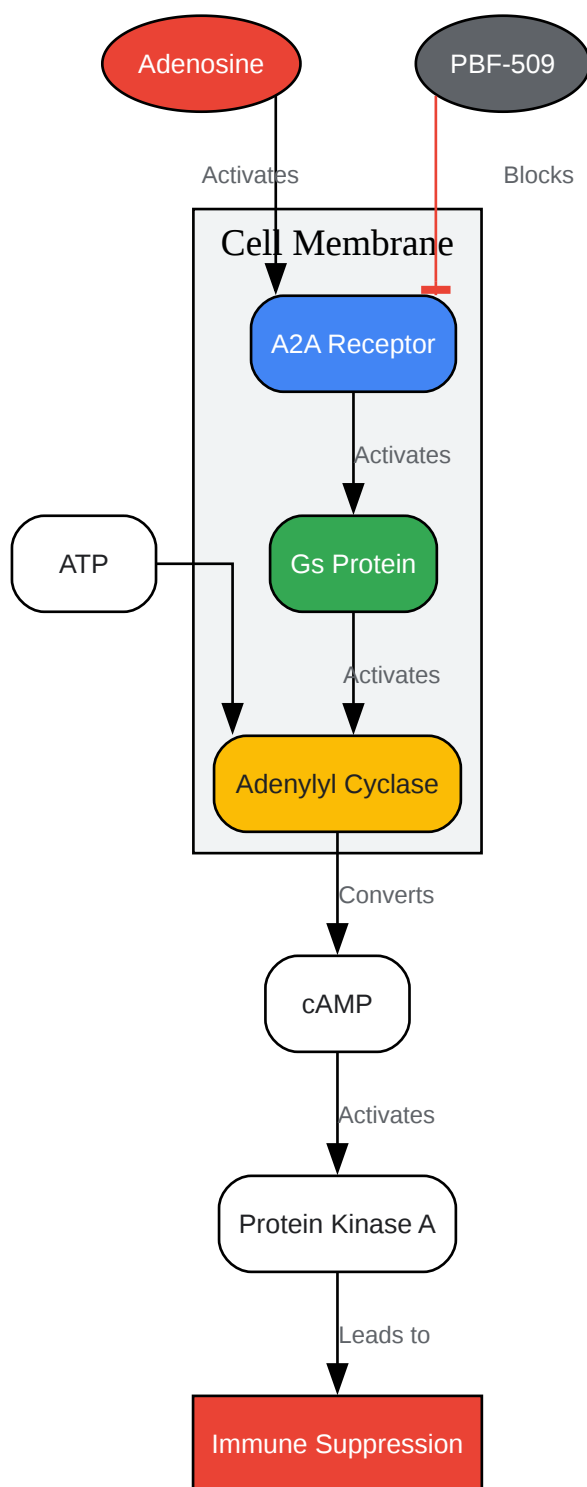 Adenosine
PBF-509
Activates
Blocks
Cell Membrane
A2A Receptor
Activates
ATP
Gs Protein
Activates
Adenylyl Cyclase
Converts
cAMP
Activates
Protein Kinase A
Leads to
Immune Suppression